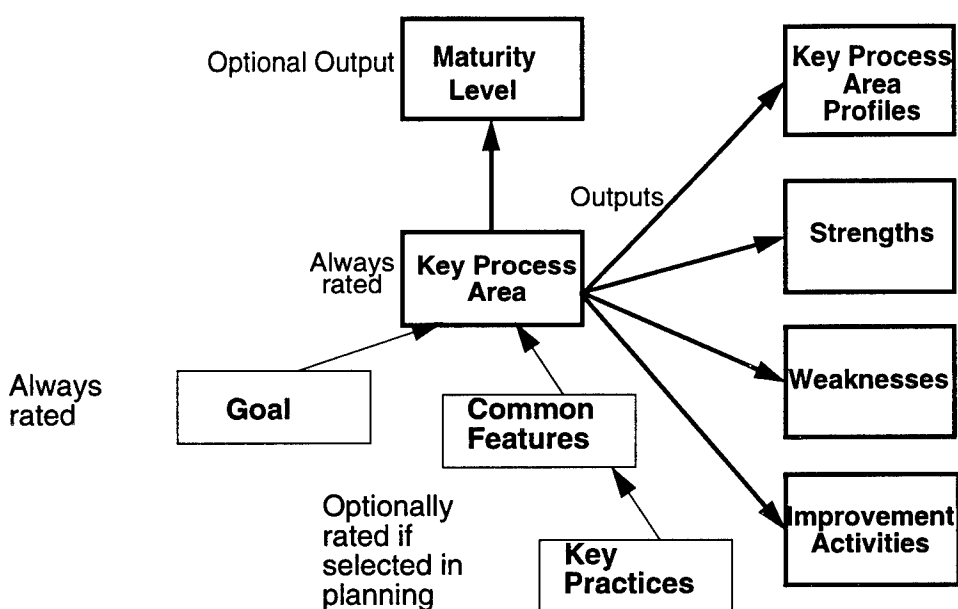 Optional Output
Maturity
Level
Key Process
Area
Profiles
Outputs
Strengths
Always
rated
Key Process
Area
Weaknesses
Always
rated
Goal
Common
Features
Improvement
Activities
Optionally
rated if
selected in
planning
Key
Practices